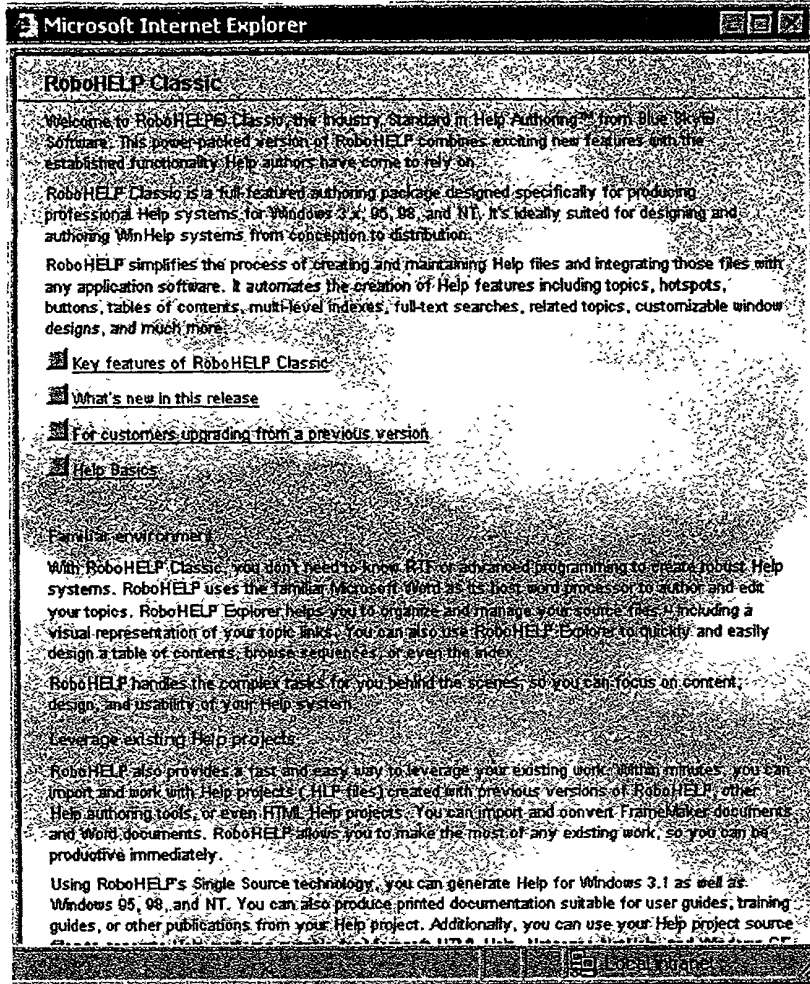 Microsoft Internet Explorer
RoboHELP Classic
Welcome to RoboHELP® Classic, the Industry Standard in Help Authoring™ from Blue Sky®
Software. This power-packed version of RoboHELP combines exciting new features with the
established functionality Help authors have come to rely on.
RoboHELP Classic is a full-featured authoring package designed specifically for producing
professional Help systems for Windows 3.x, 95, 98, and NT. It's ideally suited for designing and
authoring WinHelp systems from conception to distribution.
RoboHELP simplifies the process of creating and maintaining Help files and integrating those files with
any application software. It automates the creation of Help features including topics, hotspots,
buttons, tables of contents, multi-level indexes, full-text searches, related topics, customizable window
designs, and much more.
Key features of RoboHELP Classic
What's new in this release
For customers upgrading from a previous version
Help Basics
Familiar environment
With RoboHELP Classic, you don't need to know RTF or advanced programming to create robust Help
systems. RoboHELP uses the familiar Microsoft Word as its host word processor to author and edit
your topics. RoboHELP Explorer helps you to organize and manage your source files - including a
visual representation of your topic links. You can also use RoboHELP Explorer to quickly and easily
design a table of contents, browse sequences, or even the index.
RoboHELP handles the complex tasks for you behind the scenes, so you can focus on content,
design, and usability of your Help system.
Leverage existing Help projects
RoboHELP also provides a fast and easy way to leverage your existing work. Within minutes, you can
import and work with Help projects (.HLP files) created with previous versions of RoboHELP, other
Help authoring tools, or even HTML Help projects. You can import and convert FrameMaker documents
and Word documents. RoboHELP allows you to make the most of any existing work, so you can be
productive immediately.
Using RoboHELP's Single Source technology, you can generate Help for Windows 3.1 as well as
Windows 95, 98, and NT. You can also produce printed documentation suitable for user guides, training
guides, or other publications from your Help project. Additionally, you can use your Help project source
Local intranet